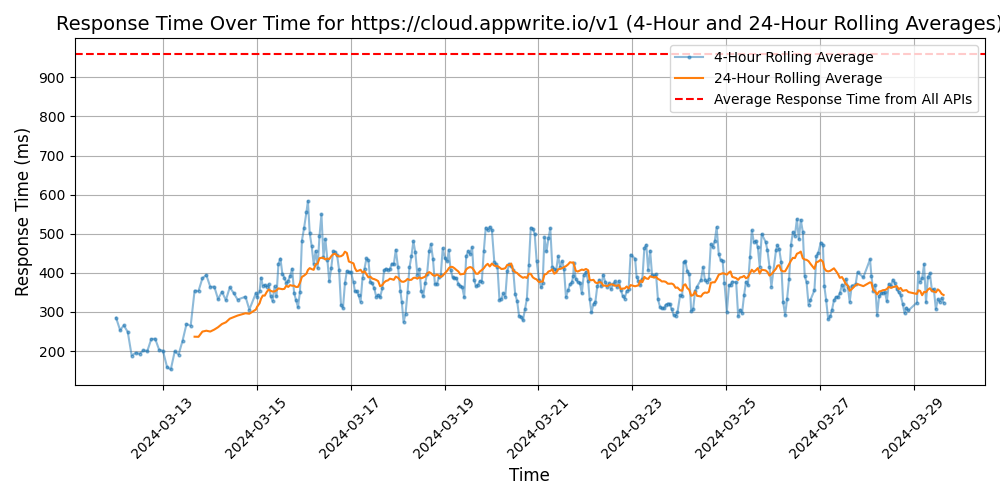 Response Time Over Time for https://cloud.appwrite.io/v1 (4-Hour and 24-Hour Rolling Averages)
4-Hour Rolling Average
24-Hour Rolling Average
Average Response Time from All APIs
Response Time (ms)
900
800
700
600
500
400
300
200
2024-03-13
2024-03-15
2024-03-17
2024-03-19
2024-03-21
2024-03-23
2024-03-25
2024-03-27
2024-03-29
Time